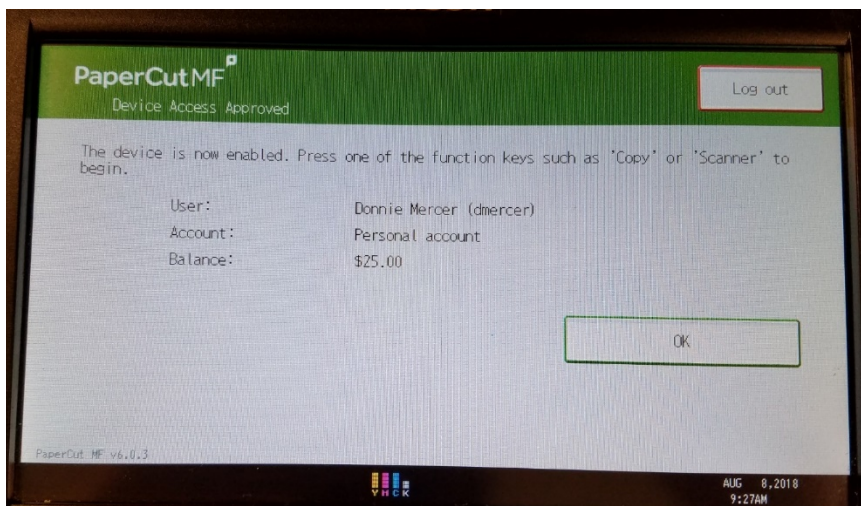 PaperCut MF
Device Access Approved
Log out
The device is now enabled. Press one of the function keys such as 'Copy' or 'Scanner' to
begin.
User: Donnie Mercer (dmercer)
Account: Personal account
Balance: $25.00
OK
PaperCut MF v6.0.3
Y M C K
AUG 8,2018
9:27AM